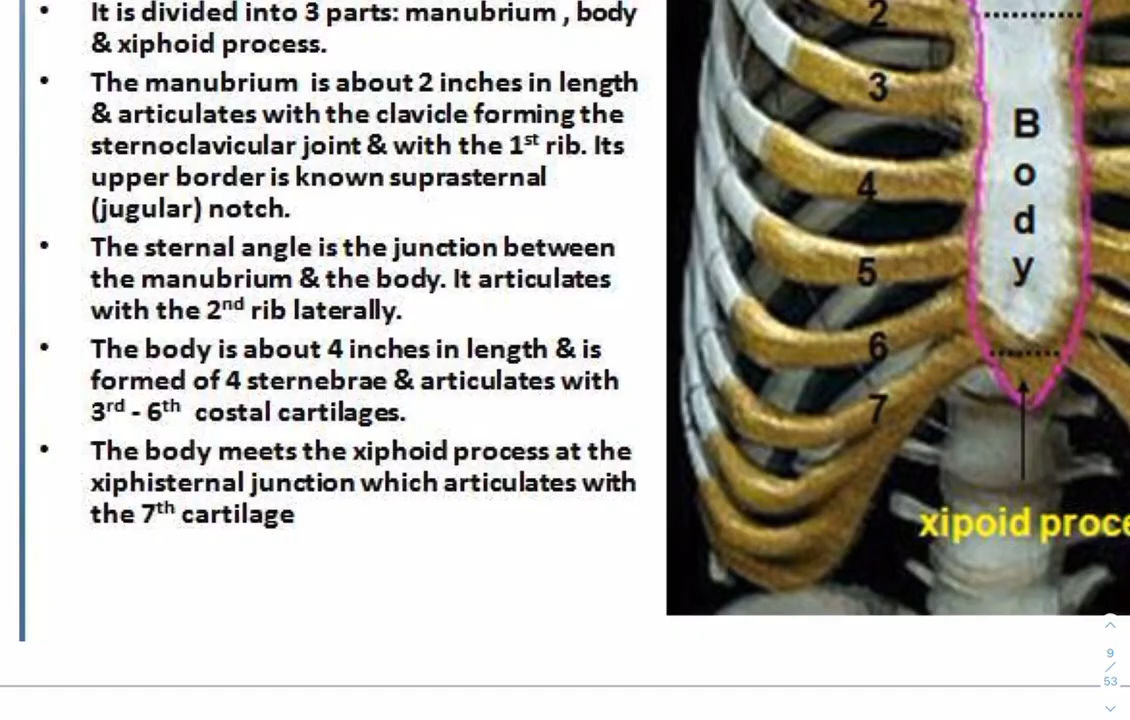 • It is divided into 3 parts: manubrium , body
& xiphoid process.
• The manubrium is about 2 inches in length
& articulates with the clavicle forming the
sternoclavicular joint & with the 1st rib. Its
upper border is known suprasternal
(jugular) notch.
• The sternal angle is the junction between
the manubrium & the body. It articulates
with the 2nd rib laterally.
• The body is about 4 inches in length & is
formed of 4 sternebrae & articulates with
3rd - 6th costal cartilages.
• The body meets the xiphoid process at the
xiphisternal junction which articulates with
the 7th cartilage
2
3
4
5
6
7
B
o
d
y
xipoid proce
9
/
53